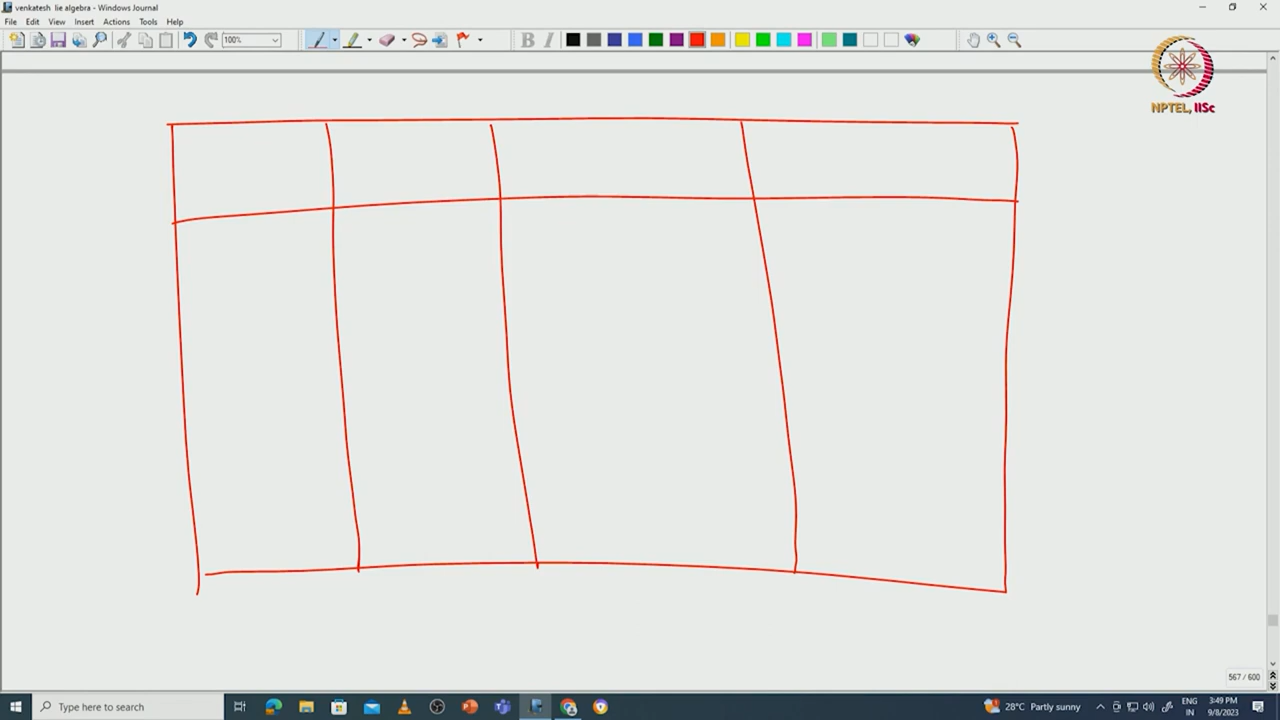 venkatesh lie algebra - Windows Journal
File Edit View Insert Actions Tools Help
100%
B I
NPTEL, IISc
567 / 600
Type here to search
28°C Partly sunny
ENG
IN
3:49 PM
9/8/2023